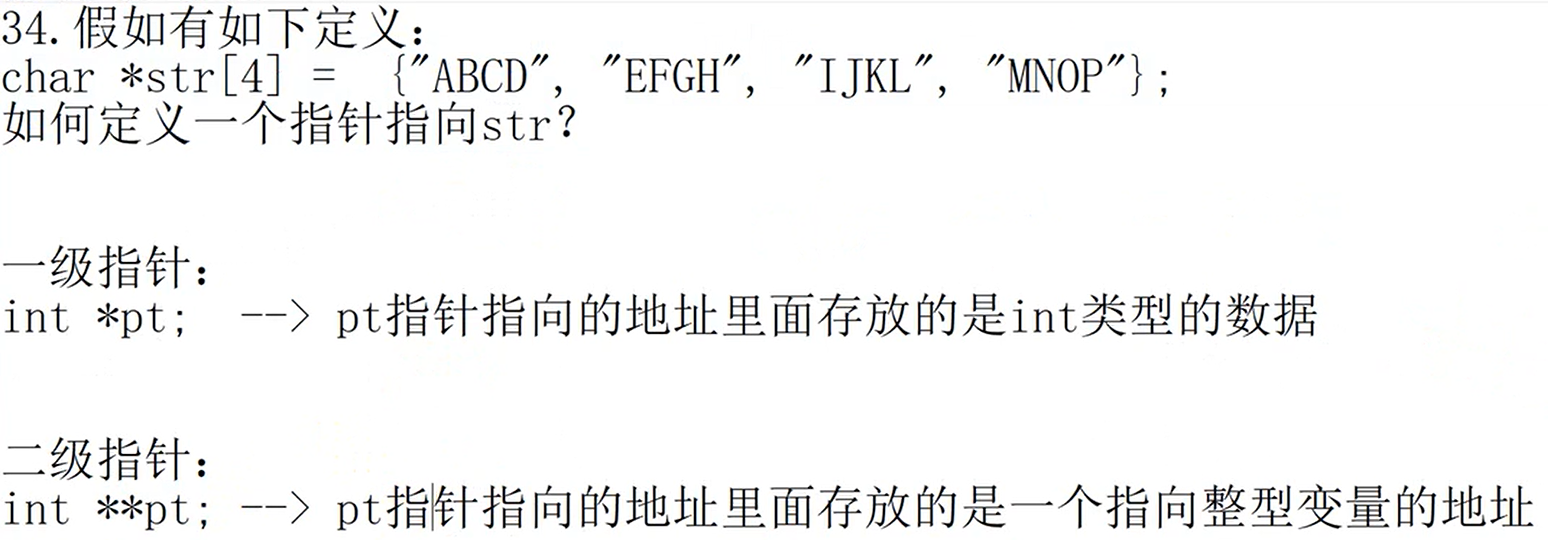 34. 假如有如下定义：
char *str[4] =  {"ABCD", "EFGH", "IJKL", "MNOP"};
如何定义一个指针指向str？
一级指针：
int *pt;  --> pt指针指向的地址里面存放的是int类型的数据
二级指针：
int **pt; --> pt指针指向的地址里面存放的是一个指向整型变量的地址